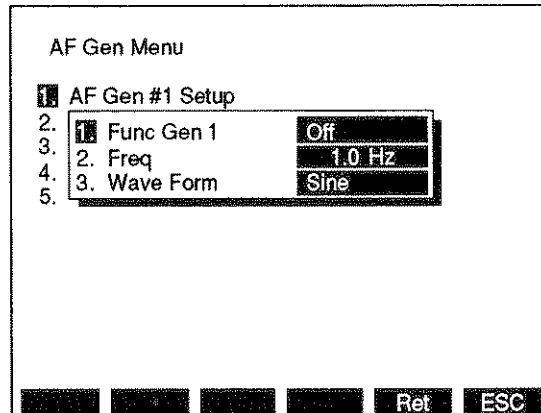 AF Gen Menu
1. AF Gen #1 Setup
2.
1. Func Gen 1 Off
3.
2. Freq 1.0 Hz
4.
3. Wave Form Sine
5.
Ret ESC